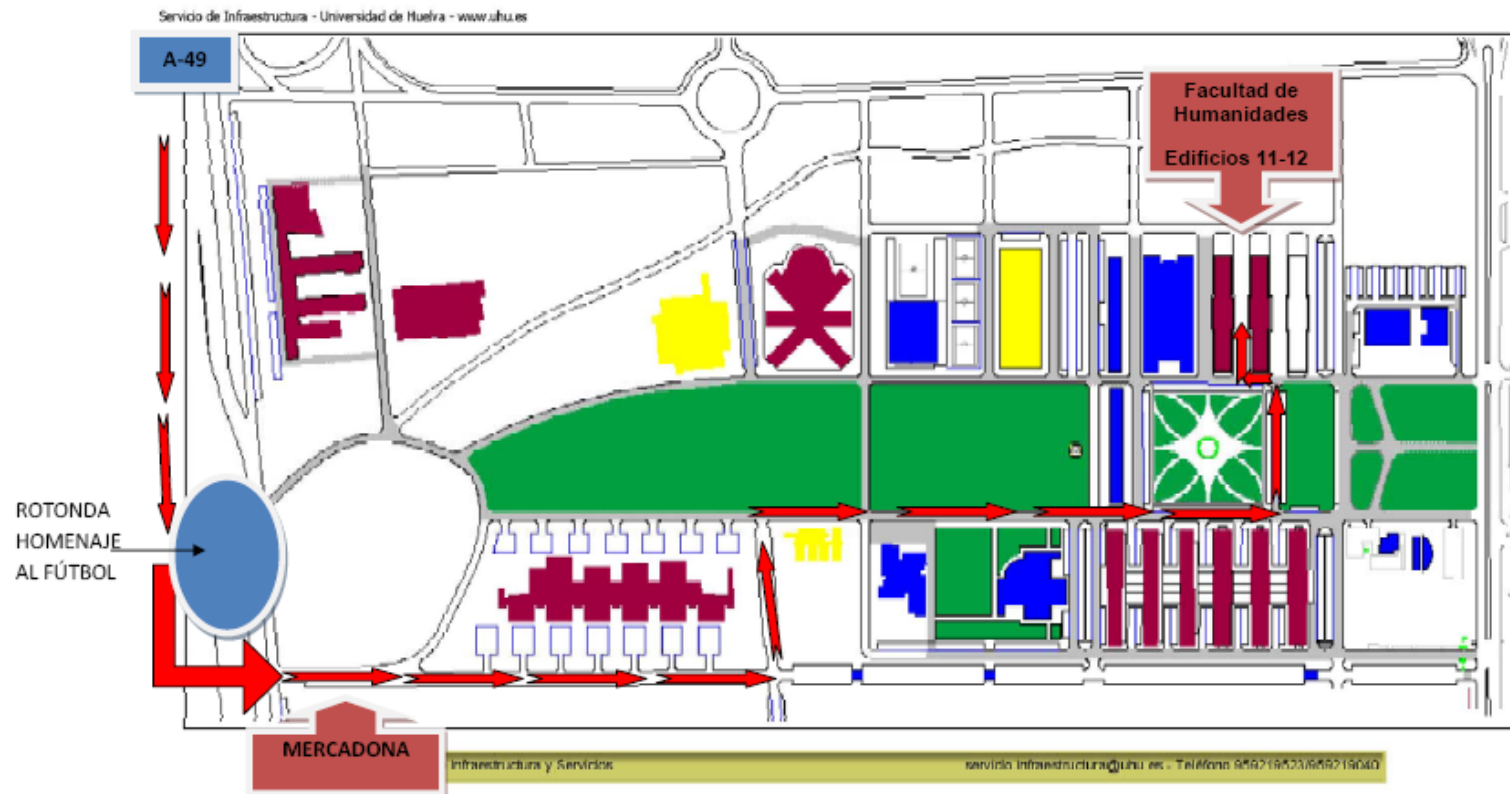 Servicio de Infraestructura - Universidad de Huelva - www.uhu.es
A-49
Facultad de
Humanidades
Edificios 11-12
ROTONDA
HOMENAJE
AL FÚTBOL
MERCADONA
Infraestructura y Servicios
servicio.infraestructura@uhu.es - Teléfono 959219523/959219040